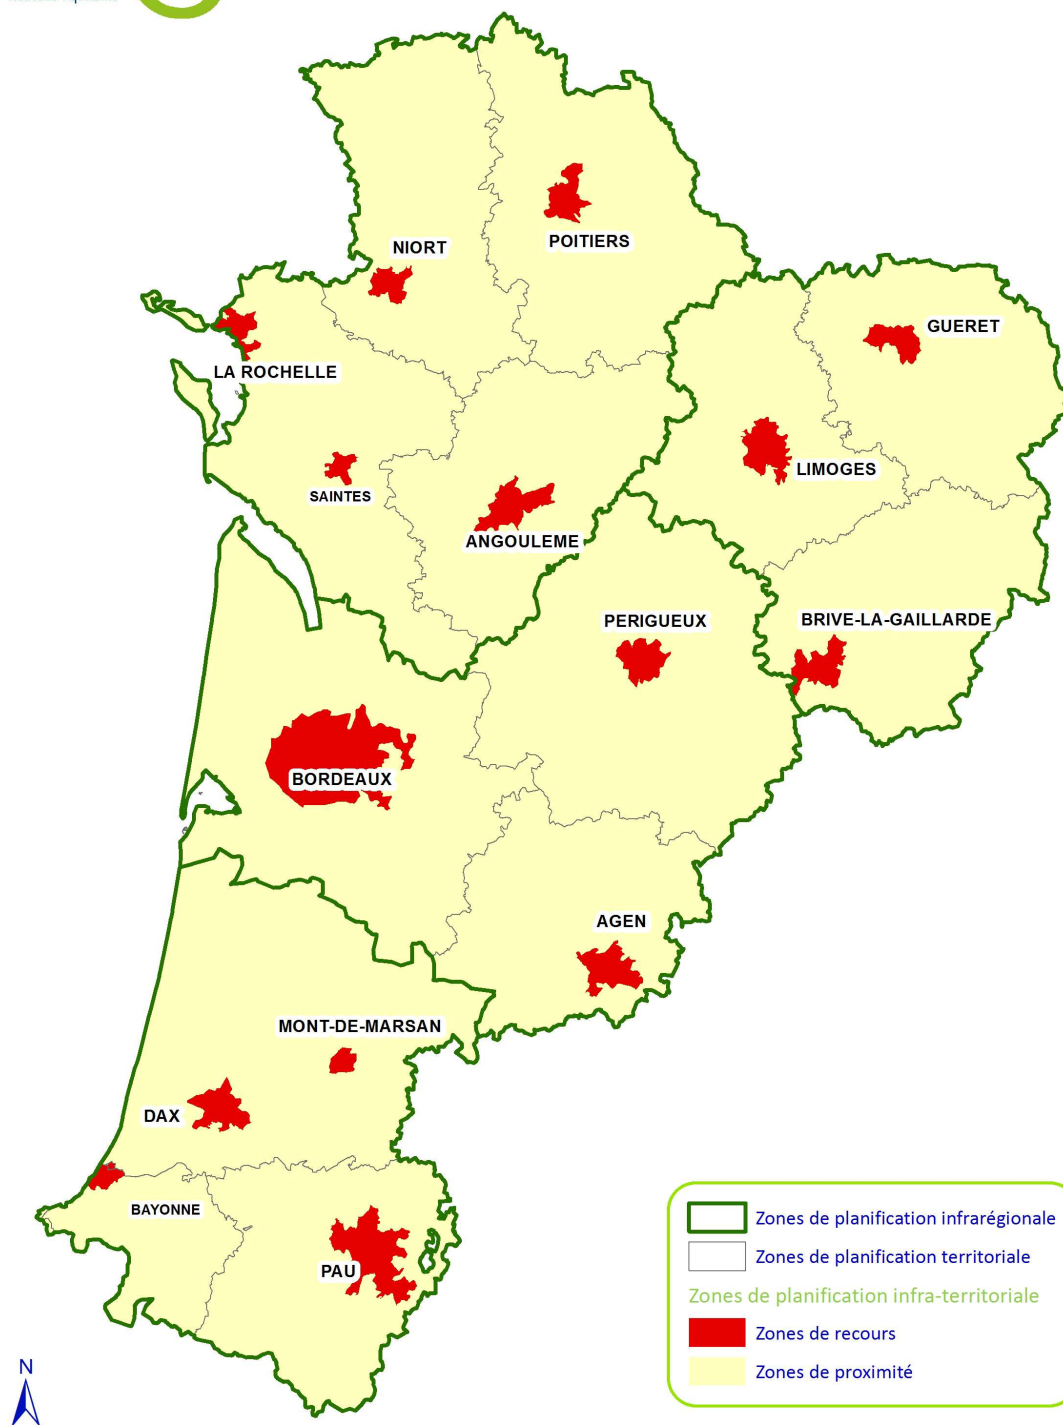 NIORT
POITIERS
GUERET
LA ROCHELLE
LIMOGES
SAINTES
ANGOULEME
PERIGUEUX
BRIVE-LA-GAILLARDE
BORDEAUX
AGEN
MONT-DE-MARSAN
DAX
BAYONNE
PAU
Zones de planification infrarégionale
Zones de planification territoriale
Zones de planification infra-territoriale
Zones de recours
Zones de proximité
N